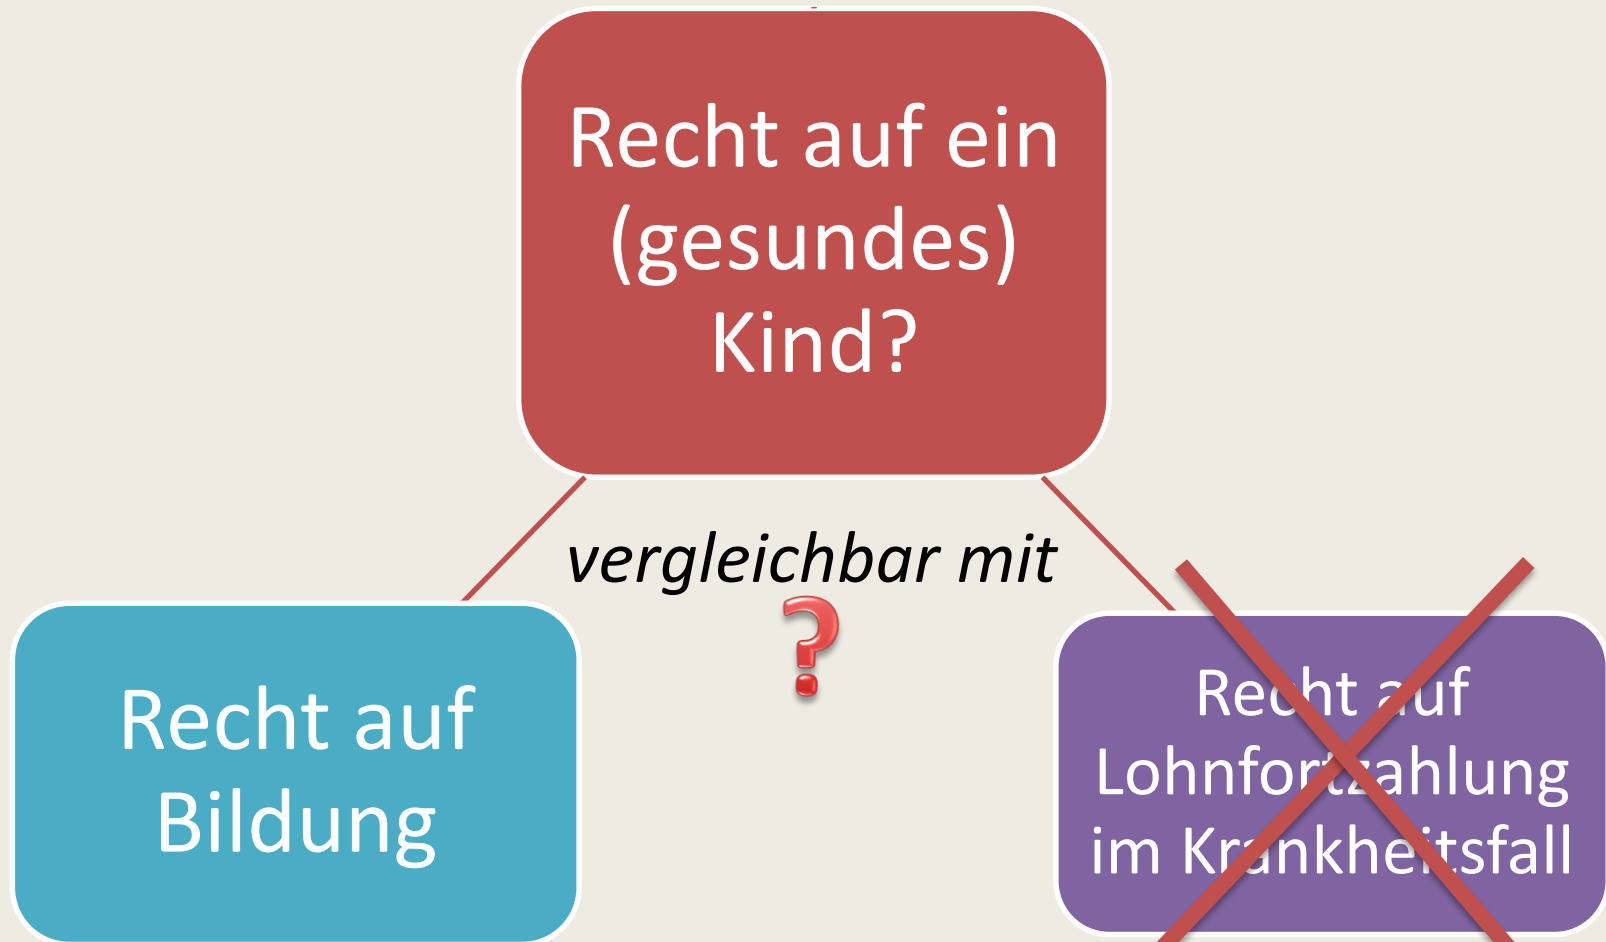 Recht auf ein
(gesundes)
Kind?
vergleichbar mit
?
Recht auf
Bildung
Recht auf
Lohnfortzahlung
im Krankheitsfall